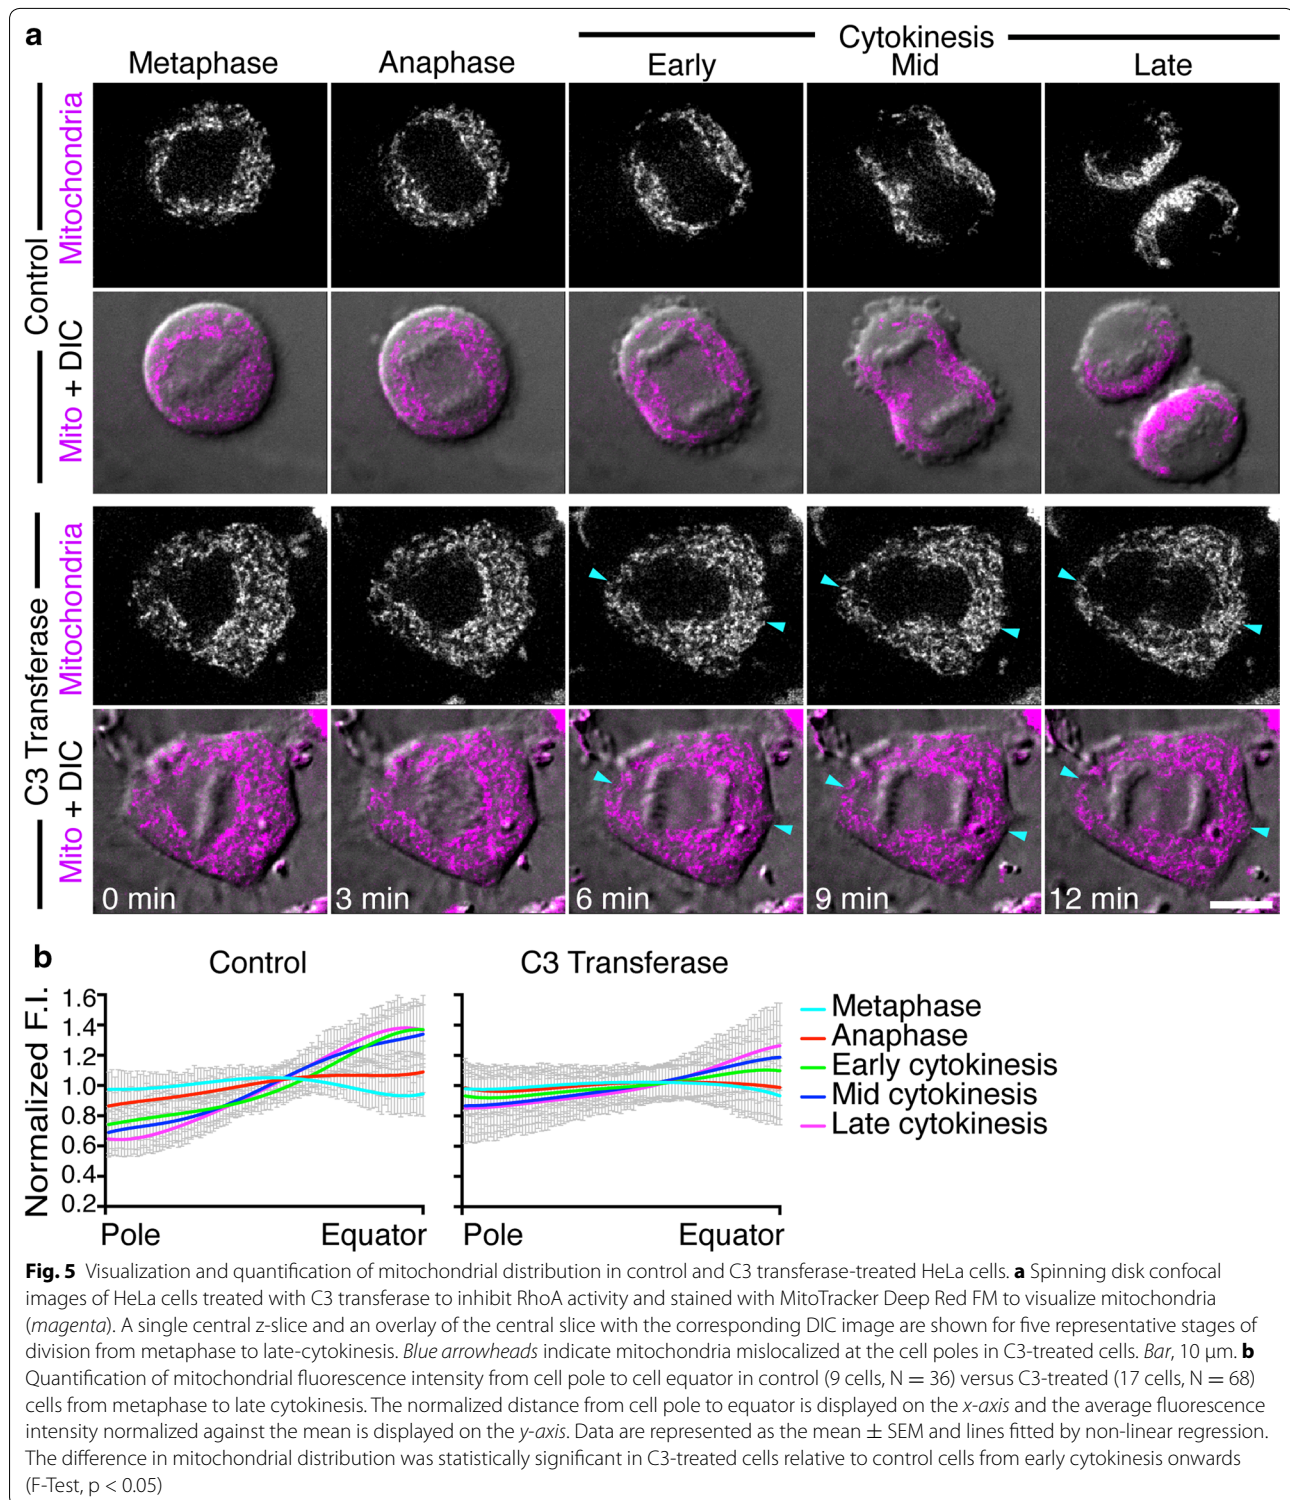 a
Cytokinesis
Metaphase Anaphase Early Mid Late
Control
Mitochondria
Mito + DIC
C3 Transferase
Mitochondria
Mito + DIC
0 min 3 min 6 min 9 min 12 min
b
Control C3 Transferase
Normalized F.I.
1.6
1.4
1.2
1.0
0.8
0.6
0.4
0.2
Pole Equator Pole Equator
Metaphase
Anaphase
Early cytokinesis
Mid cytokinesis
Late cytokinesis
Fig. 5 Visualization and quantification of mitochondrial distribution in control and C3 transferase-treated HeLa cells. a Spinning disk confocal
images of HeLa cells treated with C3 transferase to inhibit RhoA activity and stained with MitoTracker Deep Red FM to visualize mitochondria
(magenta). A single central z-slice and an overlay of the central slice with the corresponding DIC image are shown for five representative stages of
division from metaphase to late-cytokinesis. Blue arrowheads indicate mitochondria mislocalized at the cell poles in C3-treated cells. Bar, 10 μm. b
Quantification of mitochondrial fluorescence intensity from cell pole to cell equator in control (9 cells, N = 36) versus C3-treated (17 cells, N = 68)
cells from metaphase to late cytokinesis. The normalized distance from cell pole to equator is displayed on the x-axis and the average fluorescence
intensity normalized against the mean is displayed on the y-axis. Data are represented as the mean ± SEM and lines fitted by non-linear regression.
The difference in mitochondrial distribution was statistically significant in C3-treated cells relative to control cells from early cytokinesis onwards
(F-Test, p < 0.05)